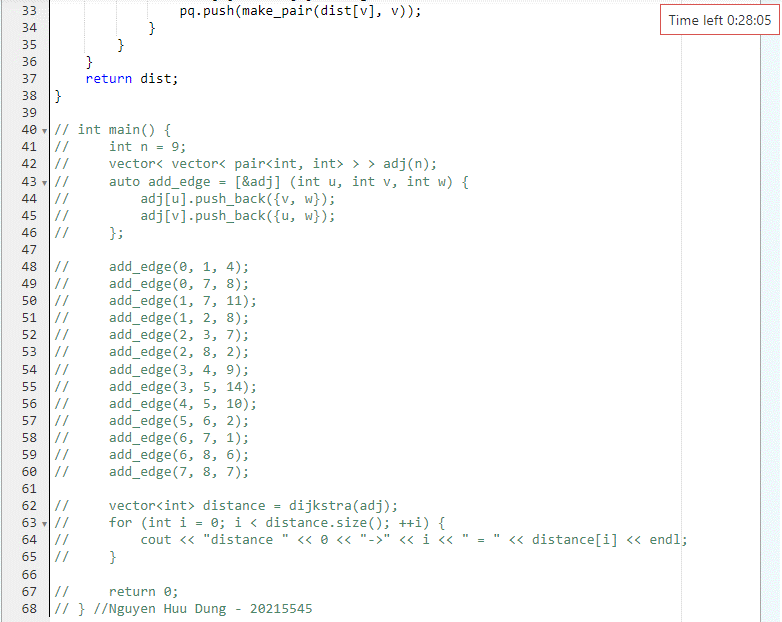 33 pq.push(make_pair(dist[v], v));
Time left 0:28:05
34 }
35 }
36 }
37 return dist;
38 }
39
40 // int main() {
41 // int n = 9;
42 // vector< vector< pair<int, int> > > adj(n);
43 // auto add_edge = [&adj] (int u, int v, int w) {
44 // adj[u].push_back({v, w});
45 // adj[v].push_back({u, w});
46 // };
47
48 // add_edge(0, 1, 4);
49 // add_edge(0, 7, 8);
50 // add_edge(1, 7, 11);
51 // add_edge(1, 2, 8);
52 // add_edge(2, 3, 7);
53 // add_edge(2, 8, 2);
54 // add_edge(3, 4, 9);
55 // add_edge(3, 5, 14);
56 // add_edge(4, 5, 10);
57 // add_edge(5, 6, 2);
58 // add_edge(6, 7, 1);
59 // add_edge(6, 8, 6);
60 // add_edge(7, 8, 7);
61
62 // vector<int> distance = dijkstra(adj);
63 // for (int i = 0; i < distance.size(); ++i) {
64 // cout << "distance " << 0 << "->" << i << " = " << distance[i] << endl;
65 // }
66
67 // return 0;
68 // } //Nguyen Huu Dung - 20215545